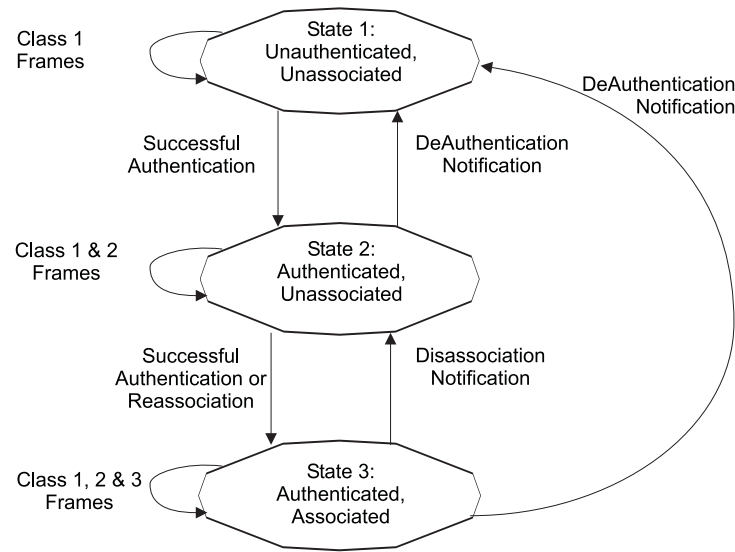 Class 1
Frames
State 1:
Unauthenticated,
Unassociated
DeAuthentication
Notification
Successful
Authentication
DeAuthentication
Notification
Class 1 & 2
Frames
State 2:
Authenticated,
Unassociated
Successful
Authentication or
Reassociation
Disassociation
Notification
Class 1, 2 & 3
Frames
State 3:
Authenticated,
Associated